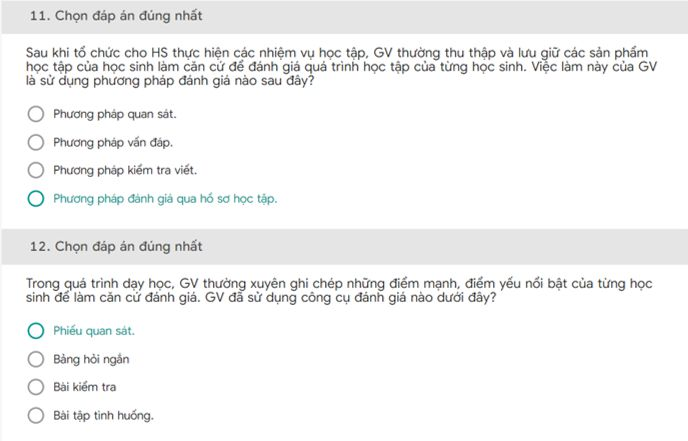 11. Chọn đáp án đúng nhất
Sau khi tổ chức cho HS thực hiện các nhiệm vụ học tập, GV thường thu thập và lưu giữ các sản phẩm
học tập của học sinh làm căn cứ để đánh giá quá trình học tập của từng học sinh. Việc làm này của GV
là sử dụng phương pháp đánh giá nào sau đây?
Phương pháp quan sát.
Phương pháp vấn đáp.
Phương pháp kiểm tra viết.
Phương pháp đánh giá qua hồ sơ học tập.
12. Chọn đáp án đúng nhất
Trong quá trình dạy học, GV thường xuyên ghi chép những điểm mạnh, điểm yếu nổi bật của từng học
sinh để làm căn cứ đánh giá. GV đã sử dụng công cụ đánh giá nào dưới đây?
Phiếu quan sát.
Bảng hỏi ngắn
Bài kiểm tra
Bài tập tình huống.